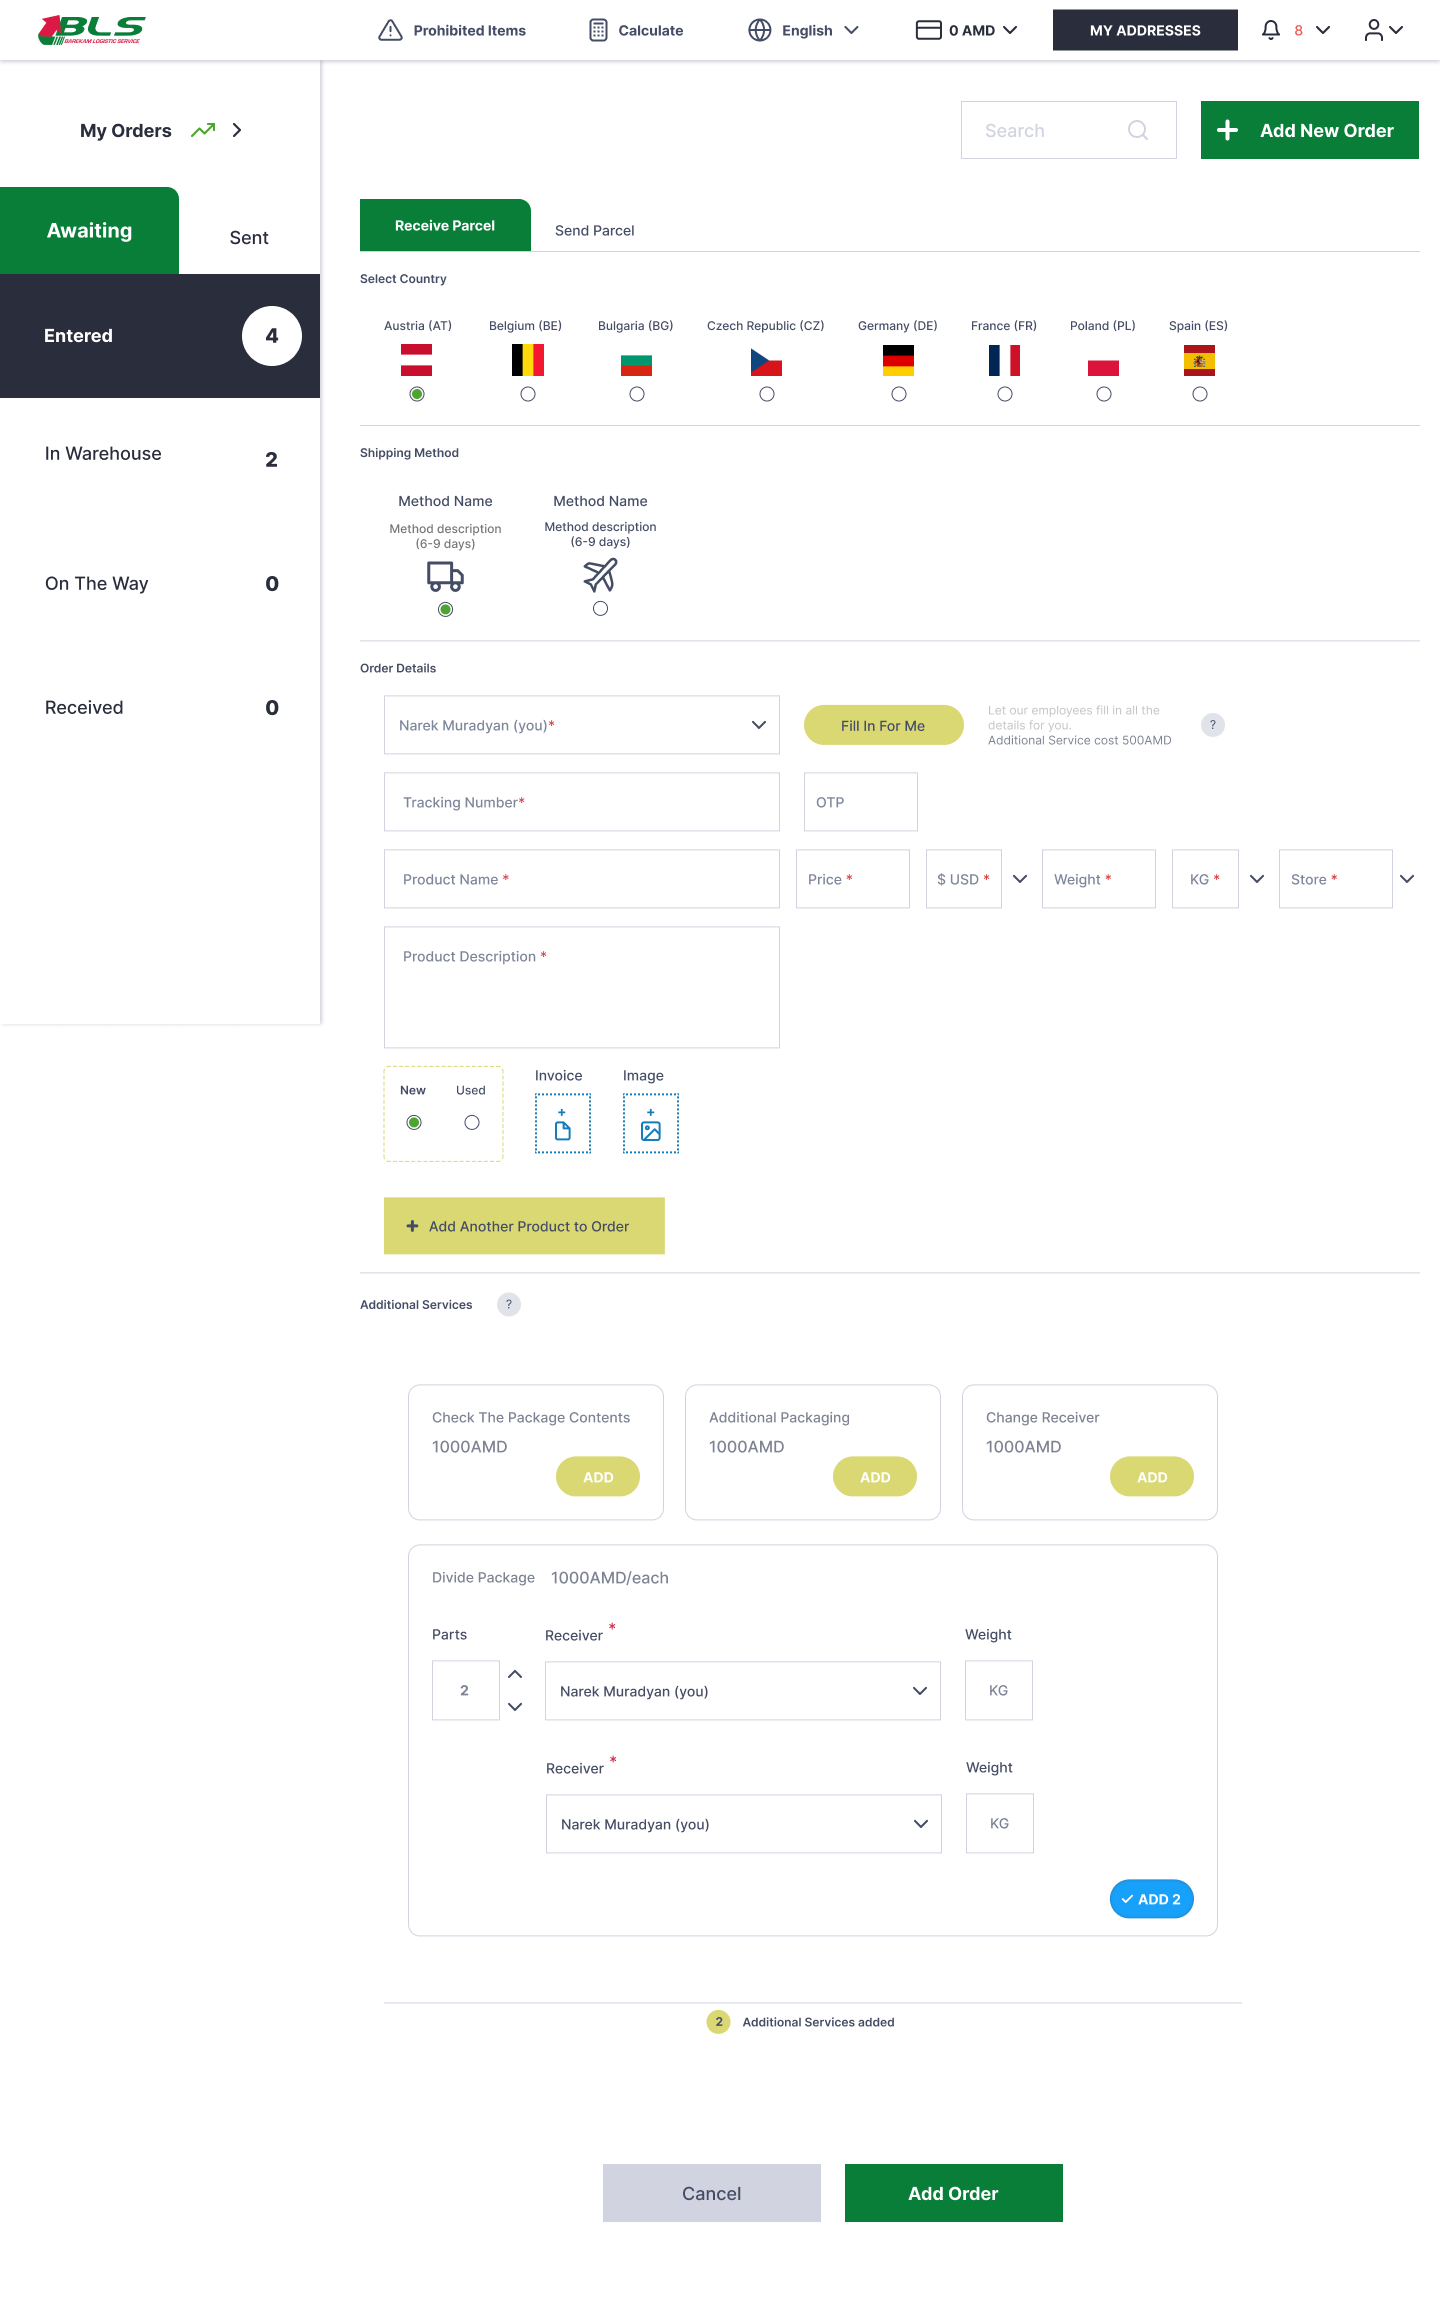 BLS
BAREKAM LOGISTIC SERVICE
Prohibited Items
Calculate
English
0 AMD
MY ADDRESSES
8
My Orders
Search
Add New Order
Awaiting
Sent
Entered
4
In Warehouse
2
On The Way
0
Received
0
Receive Parcel
Send Parcel
Select Country
Austria (AT)
Belgium (BE)
Bulgaria (BG)
Czech Republic (CZ)
Germany (DE)
France (FR)
Poland (PL)
Spain (ES)
Shipping Method
Method Name
Method description
(6-9 days)
Method Name
Method description
(6-9 days)
Order Details
Narek Muradyan (you)*
Fill In For Me
Let our employees fill in all the
details for you.
Additional Service cost 500AMD
?
Tracking Number*
OTP
Product Name *
Price *
$ USD *
Weight *
KG *
Store *
Product Description *
New
Used
Invoice
Image
Add Another Product to Order
Additional Services
?
Check The Package Contents
1000AMD
ADD
Additional Packaging
1000AMD
ADD
Change Receiver
1000AMD
ADD
Divide Package
1000AMD/each
Parts
Receiver *
Weight
2
Narek Muradyan (you)
KG
Receiver *
Weight
Narek Muradyan (you)
KG
ADD 2
2
Additional Services added
Cancel
Add Order